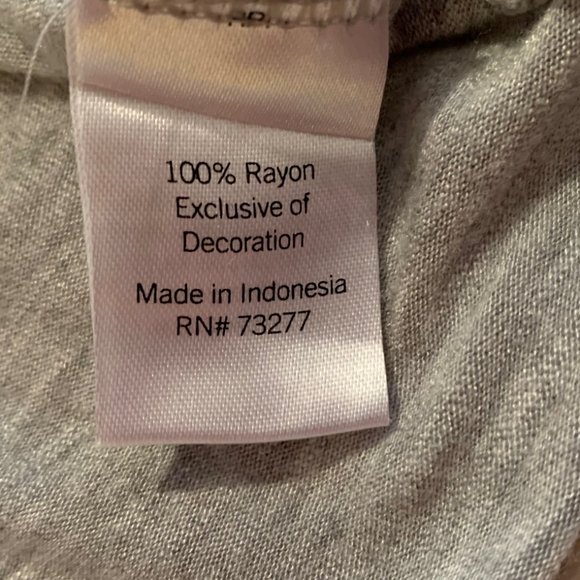 100% Rayon
Exclusive of
Decoration
Made in Indonesia
RN# 73277